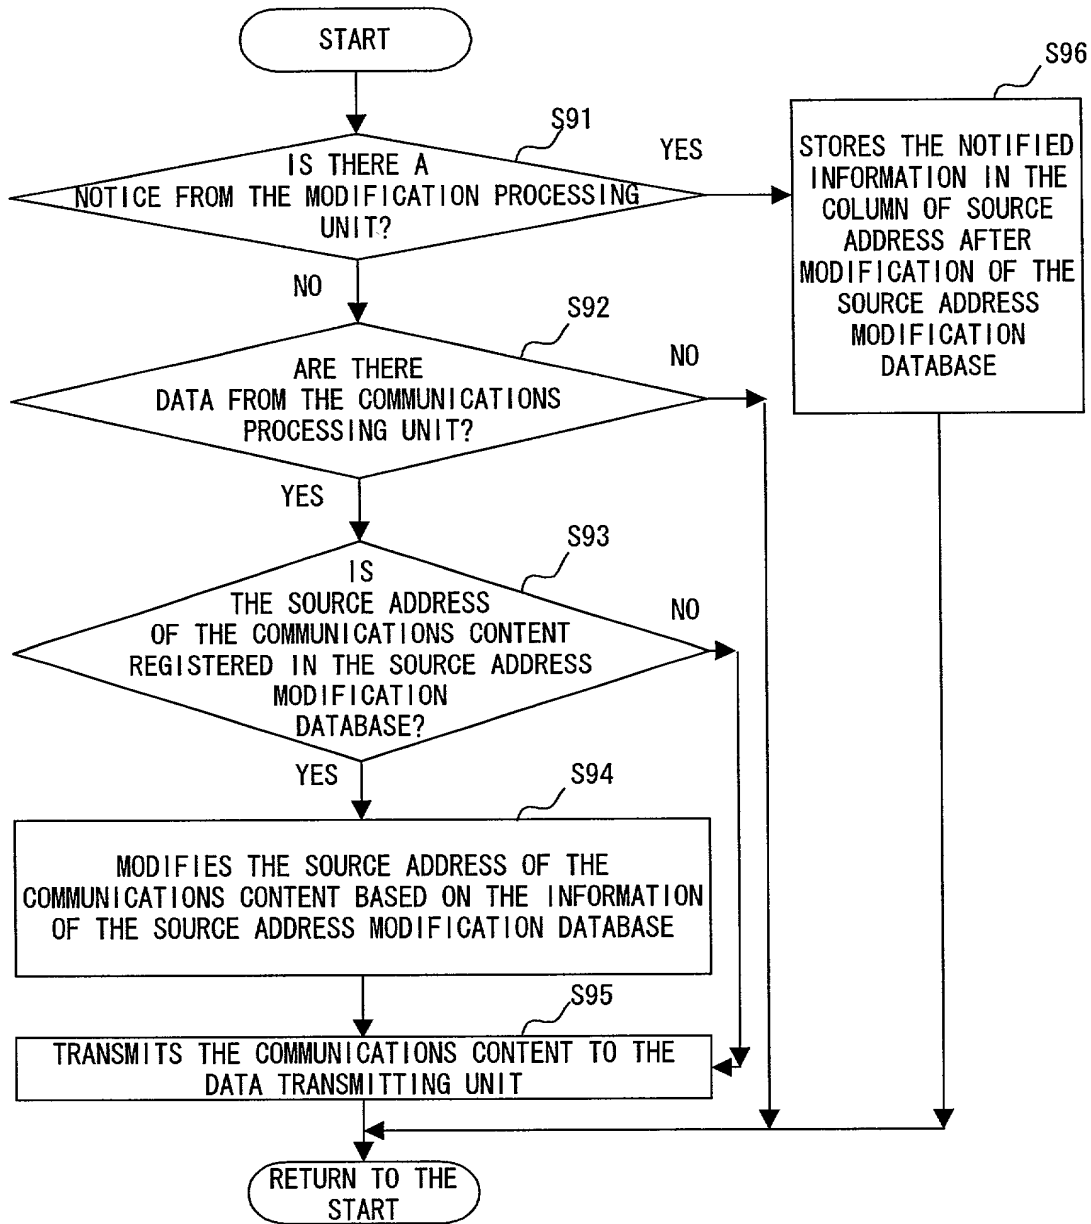 START
S91
IS THERE A
NOTICE FROM THE MODIFICATION PROCESSING
UNIT?
YES
S96
STORES THE NOTIFIED
INFORMATION IN THE
COLUMN OF SOURCE
ADDRESS AFTER
MODIFICATION OF THE
SOURCE ADDRESS
MODIFICATION
DATABASE
NO
S92
ARE THERE
DATA FROM THE COMMUNICATIONS
PROCESSING UNIT?
NO
YES
S93
IS
THE SOURCE ADDRESS
OF THE COMMUNICATIONS CONTENT
REGISTERED IN THE SOURCE ADDRESS
MODIFICATION
DATABASE?
NO
YES
S94
MODIFIES THE SOURCE ADDRESS OF THE
COMMUNICATIONS CONTENT BASED ON THE INFORMATION
OF THE SOURCE ADDRESS MODIFICATION DATABASE
S95
TRANSMITS THE COMMUNICATIONS CONTENT TO THE
DATA TRANSMITTING UNIT
RETURN TO THE
START